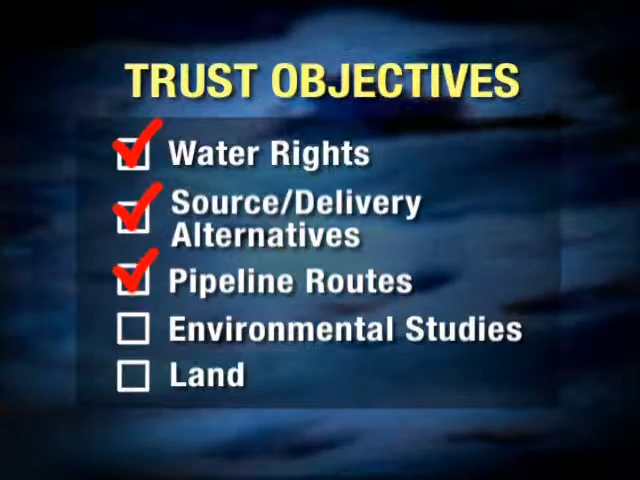 TRUST OBJECTIVES
Water Rights
Source/Delivery
Alternatives
Pipeline Routes
Environmental Studies
Land